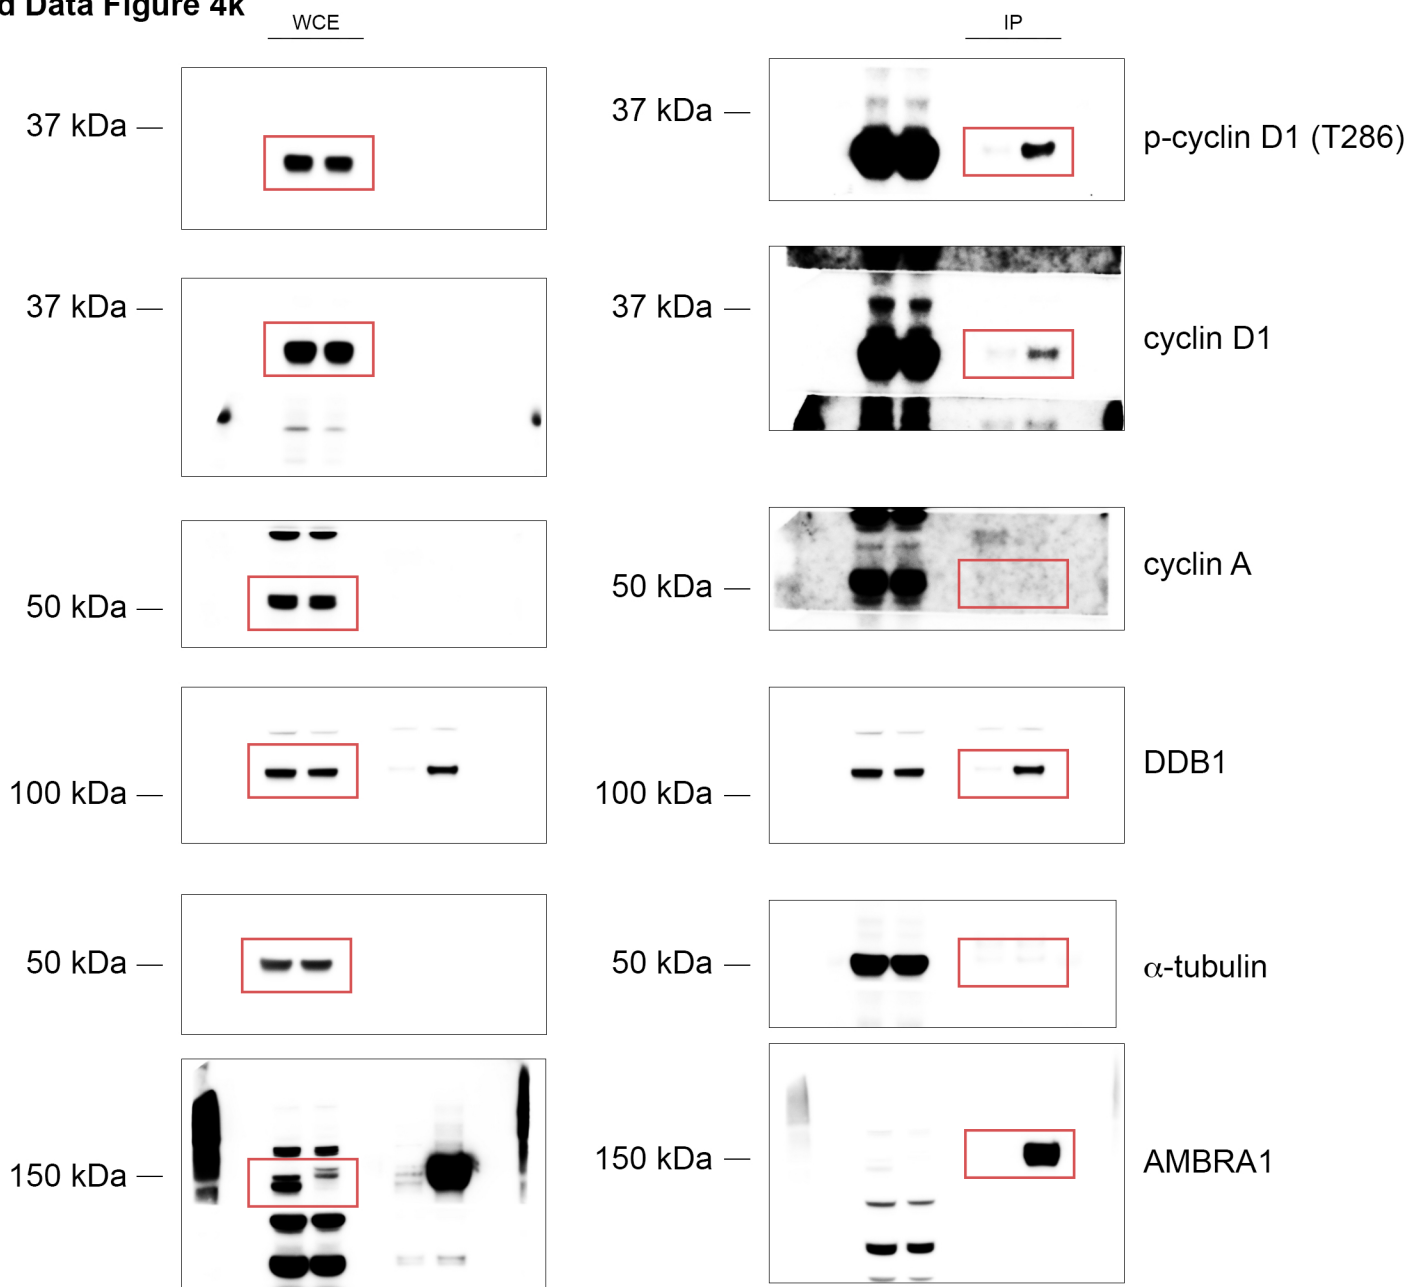 d Data Figure 4k
WCE
IP
37 kDa
37 kDa
p-cyclin D1 (T286)
37 kDa
37 kDa
cyclin D1
50 kDa
50 kDa
cyclin A
100 kDa
100 kDa
DDB1
50 kDa
50 kDa
α-tubulin
150 kDa
150 kDa
AMBRA1